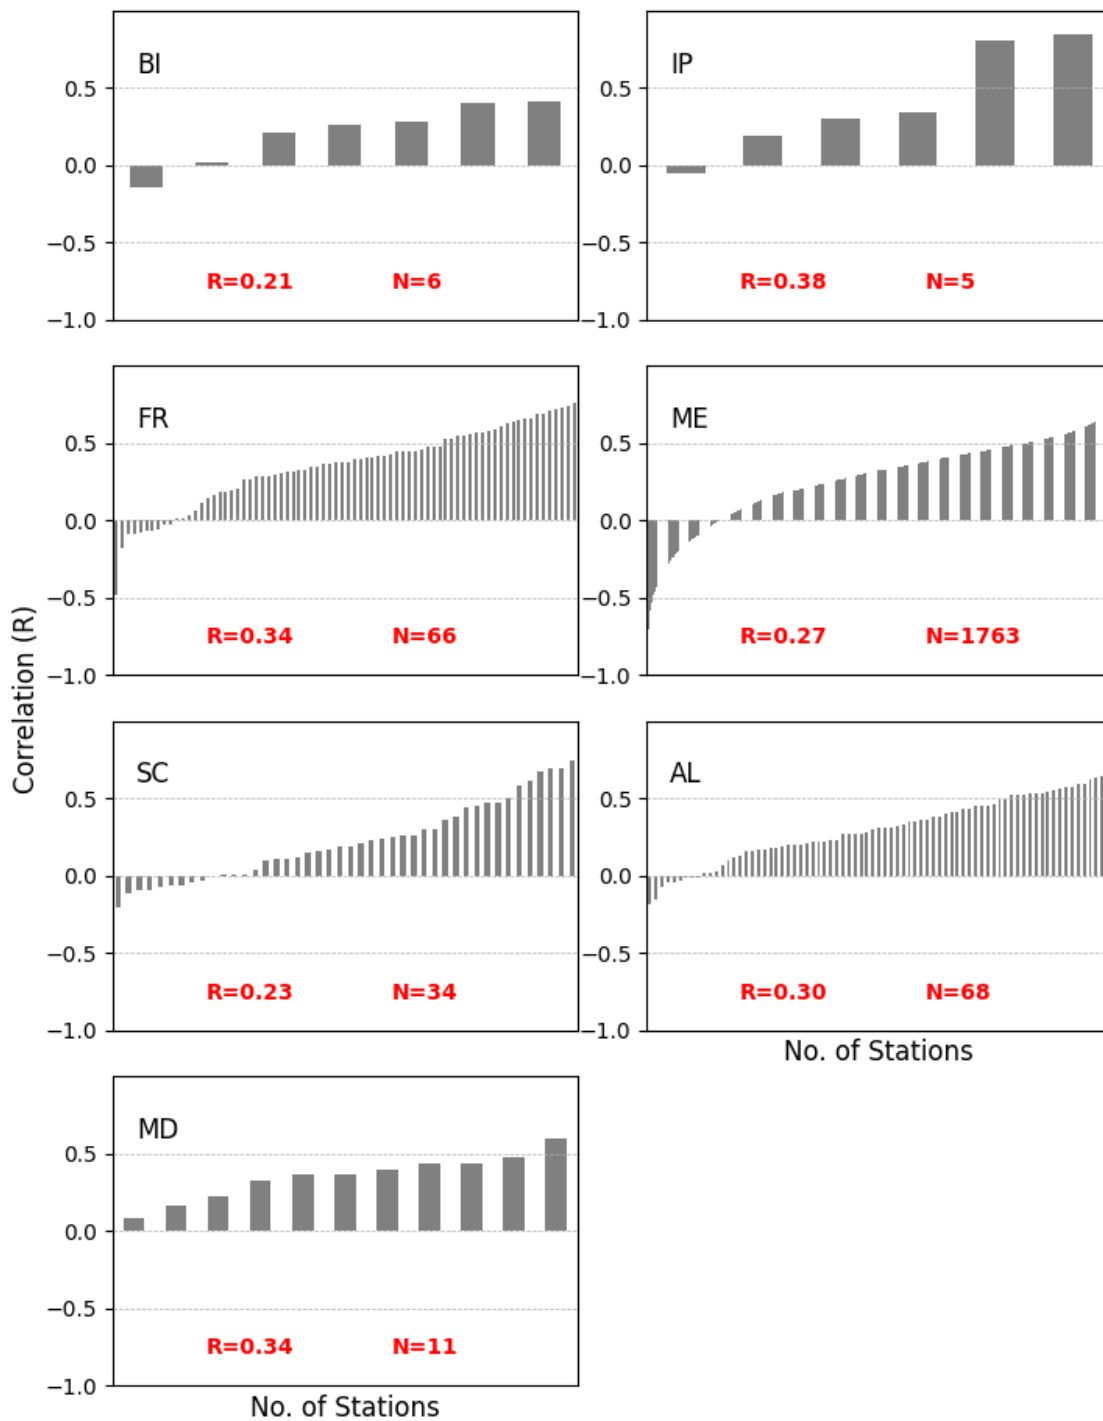 BI
0.5
0.0
−0.5
−1.0
R=0.21 N=6
IP
0.5
0.0
−0.5
−1.0
R=0.38 N=5
FR
0.5
0.0
−0.5
−1.0
R=0.34 N=66
ME
0.5
0.0
−0.5
−1.0
R=0.27 N=1763
Correlation (R)
SC
0.5
0.0
−0.5
−1.0
R=0.23 N=34
AL
0.5
0.0
−0.5
−1.0
R=0.30 N=68
No. of Stations
MD
0.5
0.0
−0.5
−1.0
R=0.34 N=11
No. of Stations